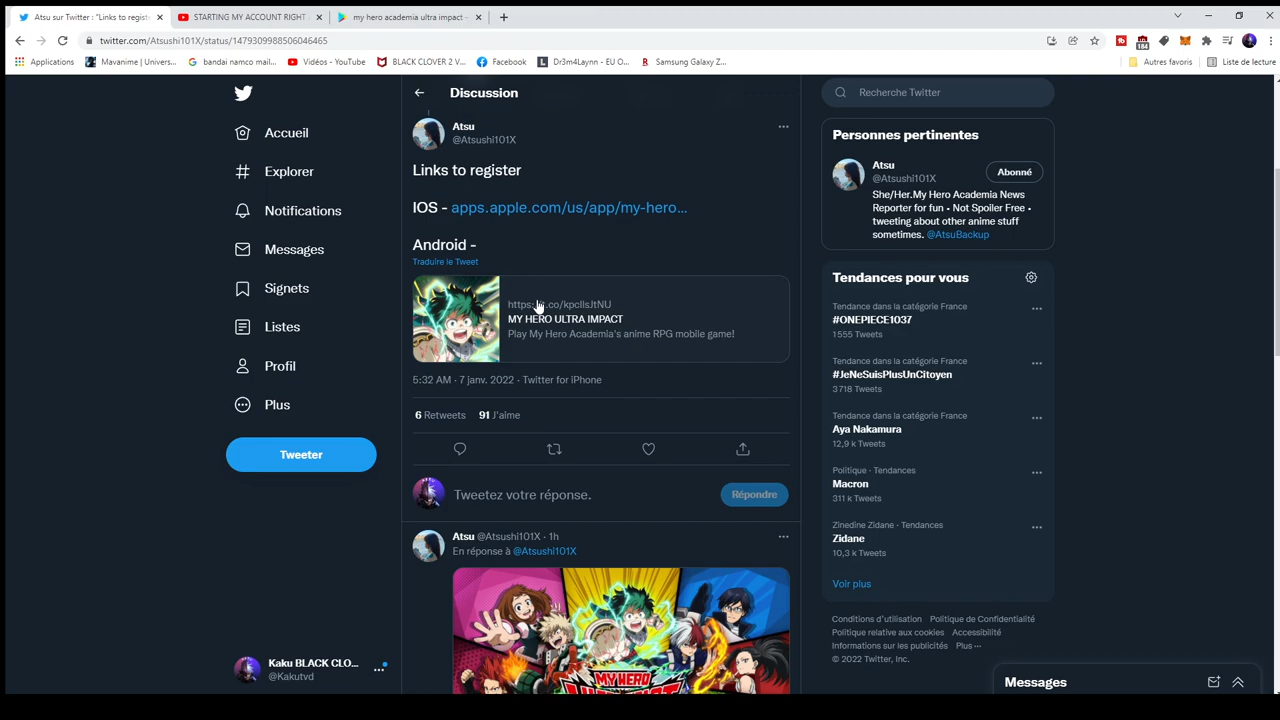 Atsu sur Twitter : "Links to regist
STARTING MY ACCOUNT RIGHT
my hero academia ultra impact -
twitter.com/Atsushi101X/status/1479309988506046465
184
Applications
Mavanime | Univers...
bandai namco mail...
Vidéos - YouTube
BLACK CLOVER 2 V...
Facebook
Dr3m4Laynn - EU O...
Samsung Galaxy Z...
Autres favoris
Liste de lecture
Accueil
Explorer
Notifications
Messages
Signets
Listes
Profil
Plus
Tweeter
Kaku BLACK CLO...
@Kakutvd
Discussion
Atsu
@Atsushi101X
Links to register
IOS - apps.apple.com/us/app/my-hero...
Android -
Traduire le Tweet
MY HERO ULTRA IMPACT
Play My Hero Academia's anime RPG mobile game!
5:32 AM · 7 janv. 2022 · Twitter for iPhone
6 Retweets 91 J'aime
Tweetez votre réponse.
Répondre
Atsu @Atsushi101X · 1h
En réponse à @Atsushi101X
MY HERO
Recherche Twitter
Personnes pertinentes
Atsu
@Atsushi101X
Abonné
She/Her.My Hero Academia News
Reporter for fun • Not Spoiler Free •
tweeting about other anime stuff
sometimes. @AtsuBackup
Tendances pour vous
Tendance dans la catégorie France
#ONEPIECE1037
1 555 Tweets
Tendance dans la catégorie France
#JeNeSuisPlusUnCitoyen
3 718 Tweets
Tendance dans la catégorie France
Aya Nakamura
12,9 k Tweets
Politique · Tendances
Macron
311 k Tweets
Zinedine Zidane · Tendances
Zidane
10,3 k Tweets
Voir plus
Conditions d'utilisation Politique de Confidentialité
Politique relative aux cookies Accessibilité
Informations sur les publicités Plus ···
© 2022 Twitter, Inc.
Messages